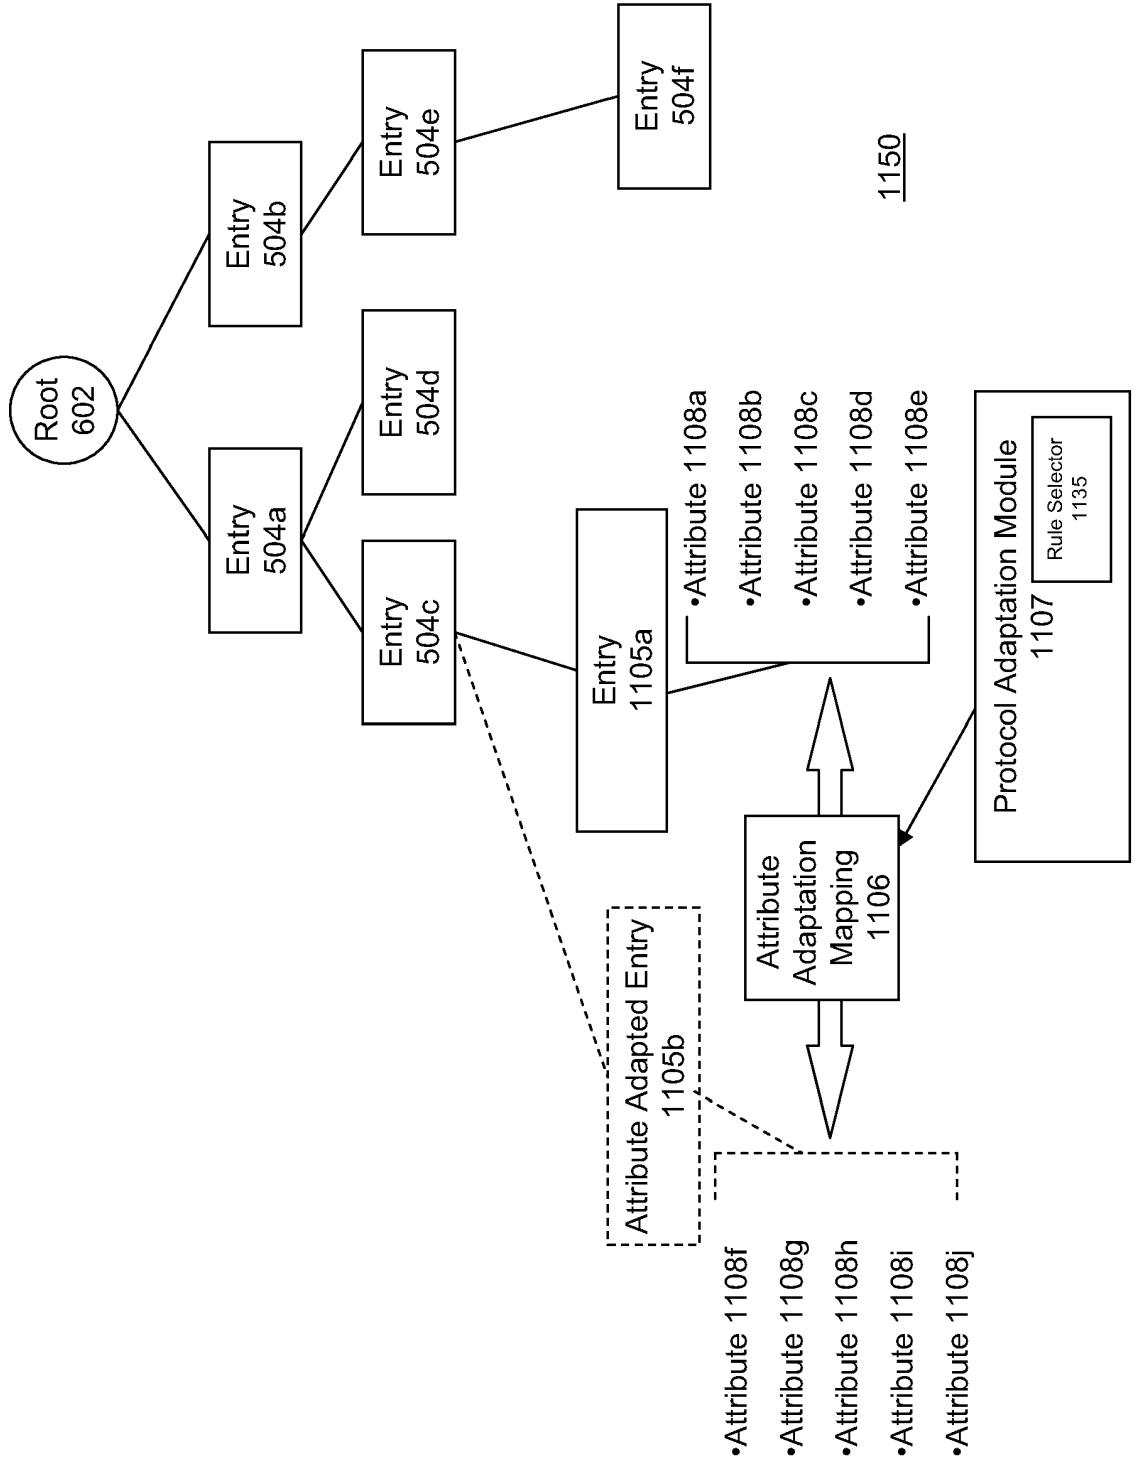 Root
602
Entry
504a
Entry
504b
Entry
504c
Entry
504d
Entry
504e
Entry
1105a
Entry
504f
Attribute Adapted Entry
1105b
•Attribute 1108a
•Attribute 1108b
•Attribute 1108c
•Attribute 1108d
•Attribute 1108e
•Attribute 1108f
•Attribute 1108g
•Attribute 1108h
•Attribute 1108i
•Attribute 1108j
Attribute
Adaptation
Mapping
1106
1150
Protocol Adaptation Module
1107
Rule Selector
1135